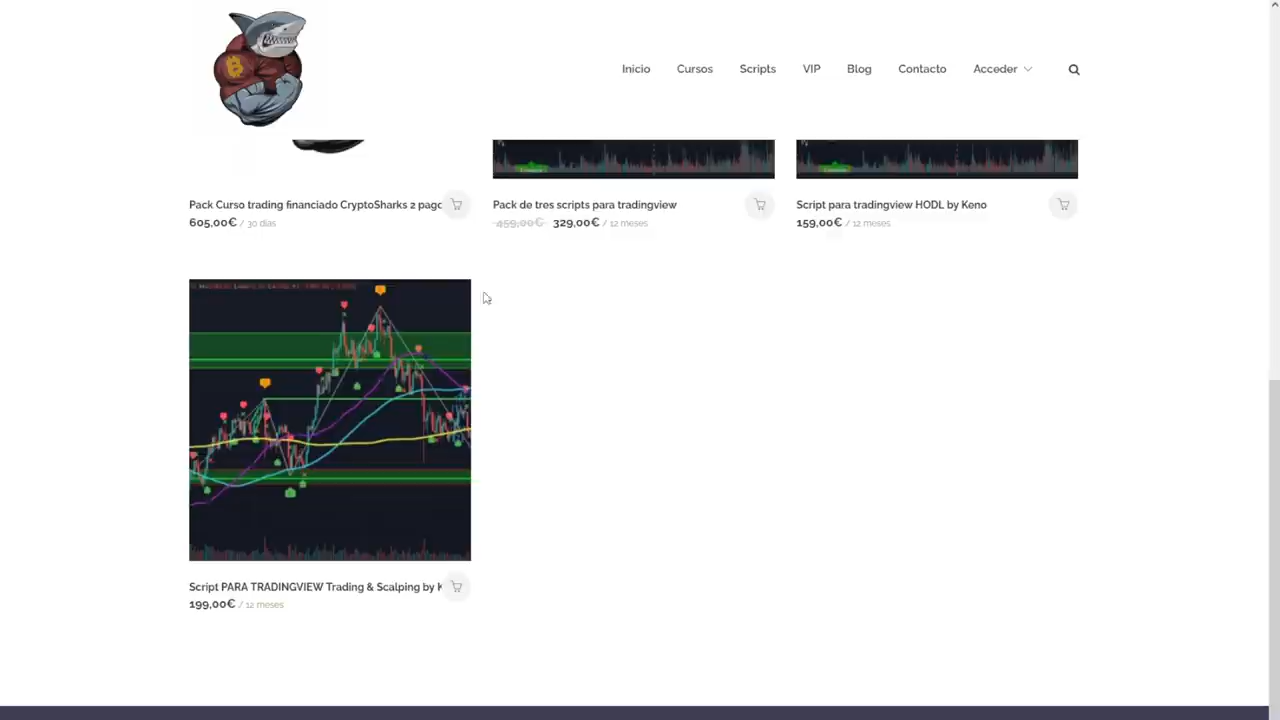 Inicio Cursos Scripts VIP Blog Contacto Acceder
Pack Curso trading financiado CryptoSharks 2 pago
605,00€ / 30 días
Pack de tres scripts para tradingview
459,00€ 329,00€ / 12 meses
Script para tradingview HODL by Keno
159,00€ / 12 meses
Script PARA TRADINGVIEW Trading & Scalping by K
199,00€ / 12 meses